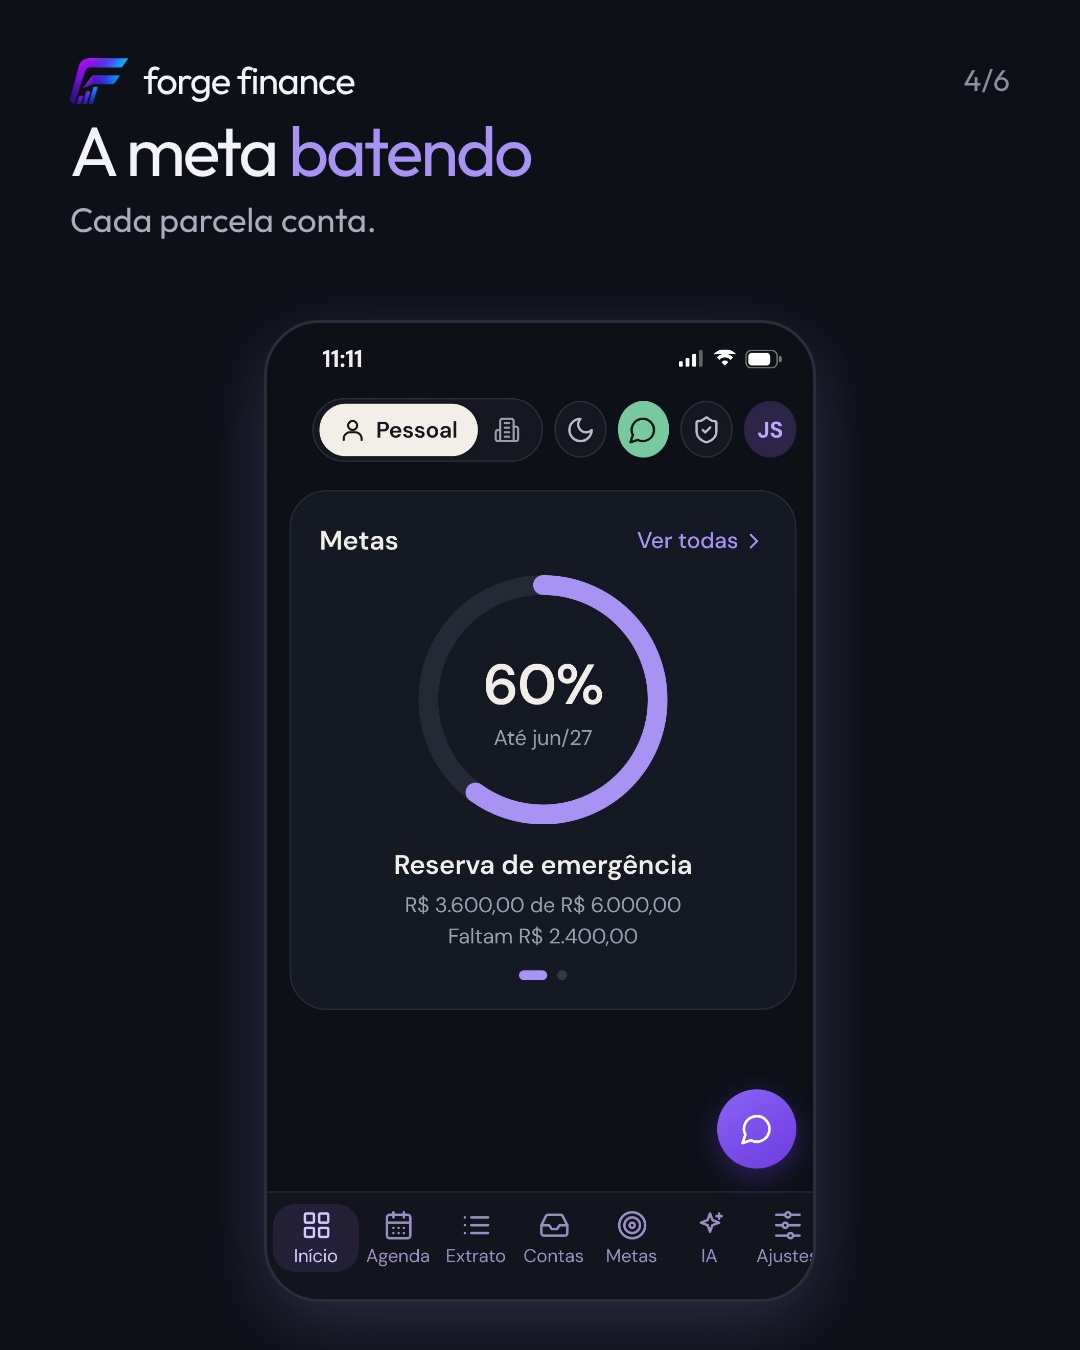 forge finance
4/6
A meta batendo
Cada parcela conta.
11:11
Pessoal
JS
Metas
Ver todas
60%
Até jun/27
Reserva de emergência
R$ 3.600,00 de R$ 6.000,00
Faltam R$ 2.400,00
Início
Agenda
Extrato
Contas
Metas
IA
Ajustes